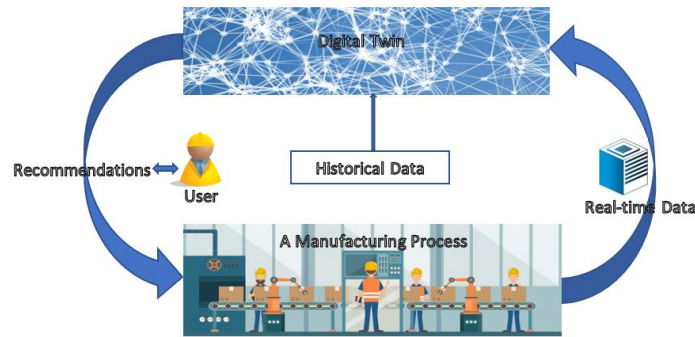 Digital Twin
Recommendations
User
Historical Data
Real-time Data
A Manufacturing Process